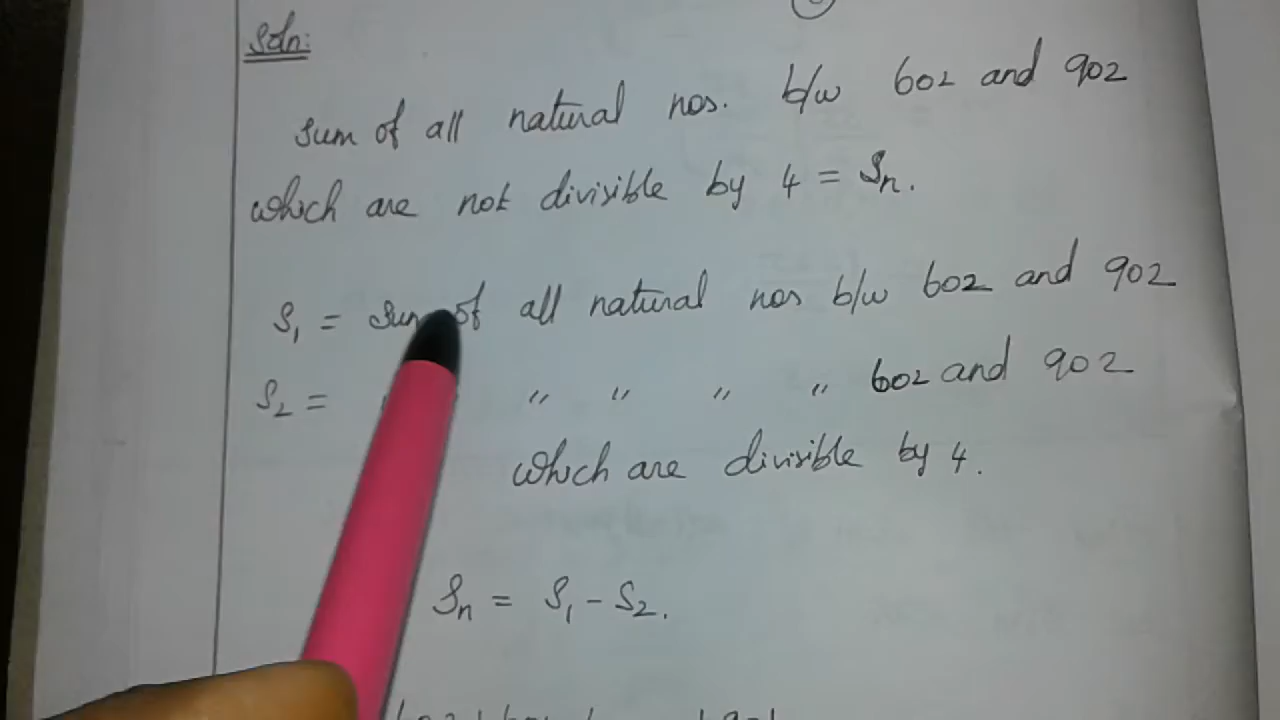 Soln:
Sum of all natural nos. b/w 602 and 902
which are not divisible by 4 = Sn.
S1 = Sum of all natural nos b/w 602 and 902
S2 = " " " " 602 and 902
which are divisible by 4.
Sn = S1 - S2.